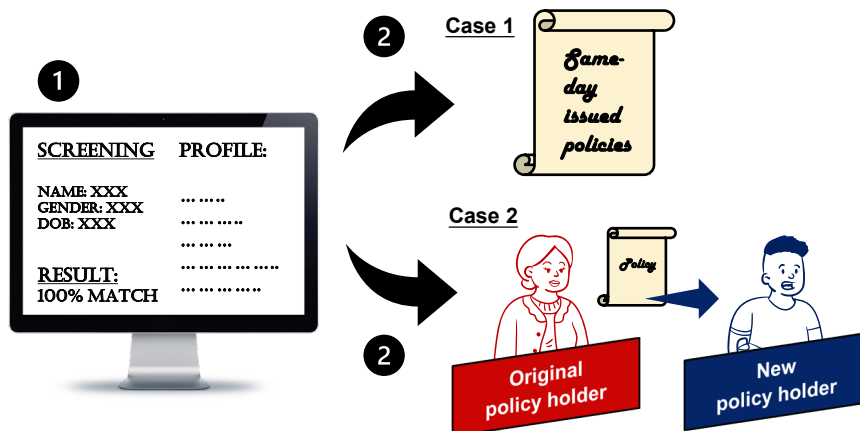 1
SCREENING
PROFILE:
NAME: XXX
GENDER: XXX
DOB: XXX
... .....
... ... .....
... ... ...
... ... ... ... .....
... ... ... .....
RESULT:
100% MATCH
2
Case 1
Same-
day
issued
policies
2
Case 2
Policy
Original
policy holder
New
policy holder